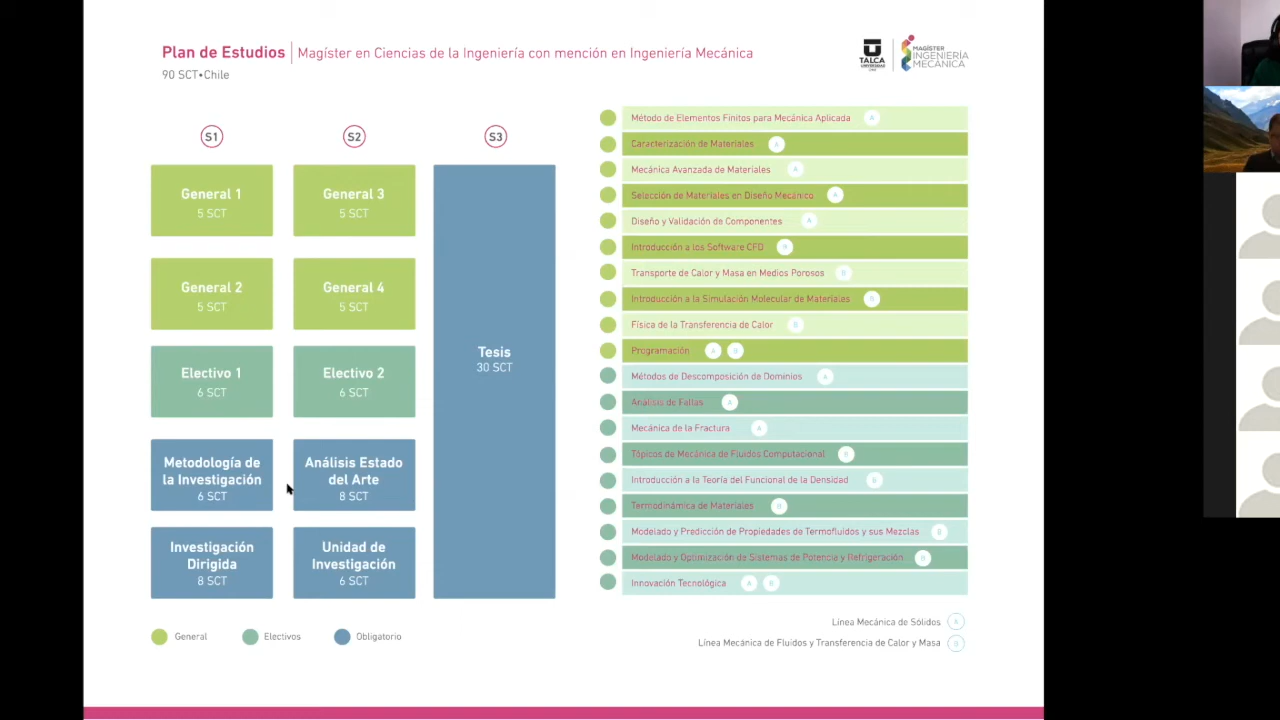 Plan de Estudios | Magíster en Ciencias de la Ingeniería con mención en Ingeniería Mecánica
90 SCT•Chile
TALCA
UNIVERSIDAD
MAGÍSTER
INGENIERÍA
MECÁNICA
S1
S2
S3
General 1
5 SCT
General 3
5 SCT
General 2
5 SCT
General 4
5 SCT
Electivo 1
6 SCT
Electivo 2
6 SCT
Metodología de
la Investigación
6 SCT
Análisis Estado
del Arte
8 SCT
Investigación
Dirigida
8 SCT
Unidad de
Investigación
6 SCT
Tesis
30 SCT
Método de Elementos Finitos para Mecánica Aplicada A
Caracterización de Materiales A
Mecánica Avanzada de Materiales A
Selección de Materiales en Diseño Mecánico A
Diseño y Validación de Componentes A
Introducción a los Software CFD B
Transporte de Calor y Masa en Medios Porosos B
Introducción a la Simulación Molecular de Materiales B
Física de la Transferencia de Calor B
Programación A B
Métodos de Descomposición de Dominios A
Análisis de Fallas A
Mecánica de la Fractura A
Tópicos de Mecánica de Fluidos Computacional B
Introducción a la Teoría del Funcional de la Densidad B
Termodinámica de Materiales B
Modelado y Predicción de Propiedades de Termofluidos y sus Mezclas B
Modelado y Optimización de Sistemas de Potencia y Refrigeración B
Innovación Tecnológica A B
General
Electivos
Obligatorio
Línea Mecánica de Sólidos A
Línea Mecánica de Fluidos y Transferencia de Calor y Masa B